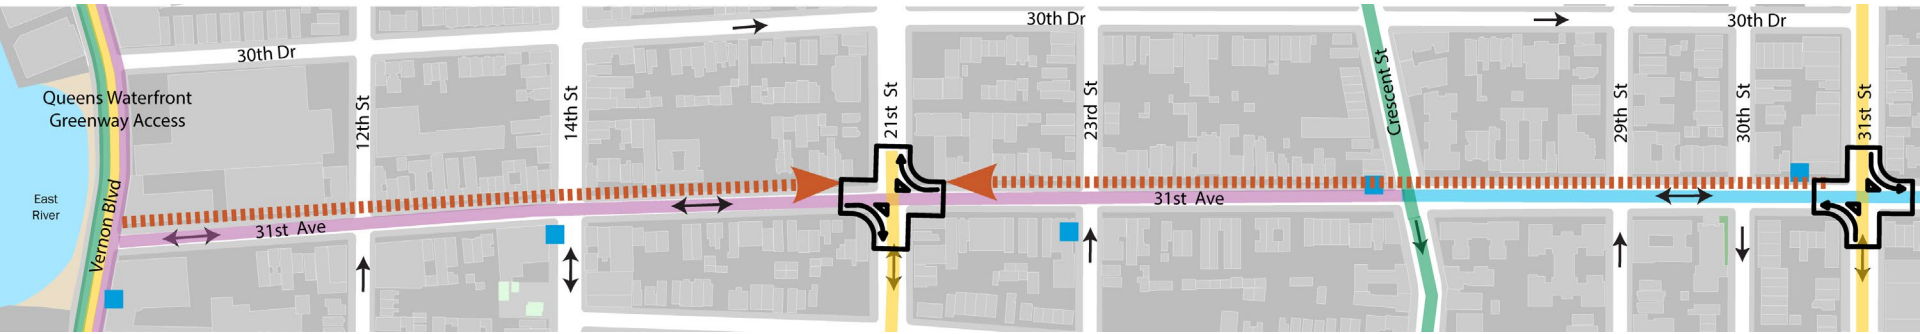 30th Dr
30th Dr
30th Dr
Queens Waterfront
Greenway Access
12th St
14th St
21st St
23rd St
Crescent St
29th St
30th St
31st St
East
River
Vernon Blvd
31st Ave
31st Ave